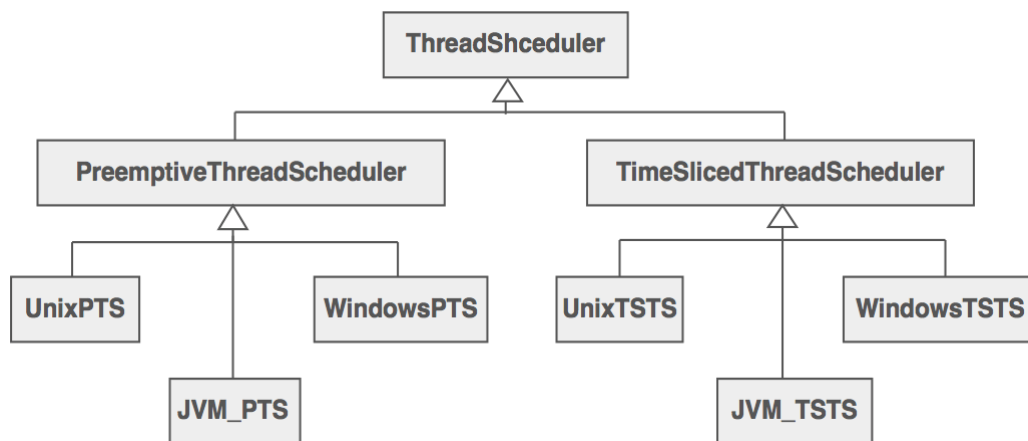 ThreadShceduler
PreemptiveThreadScheduler
TimeSlicedThreadScheduler
UnixPTS
WindowsPTS
UnixTSTS
WindowsTSTS
JVM_PTS
JVM_TSTS